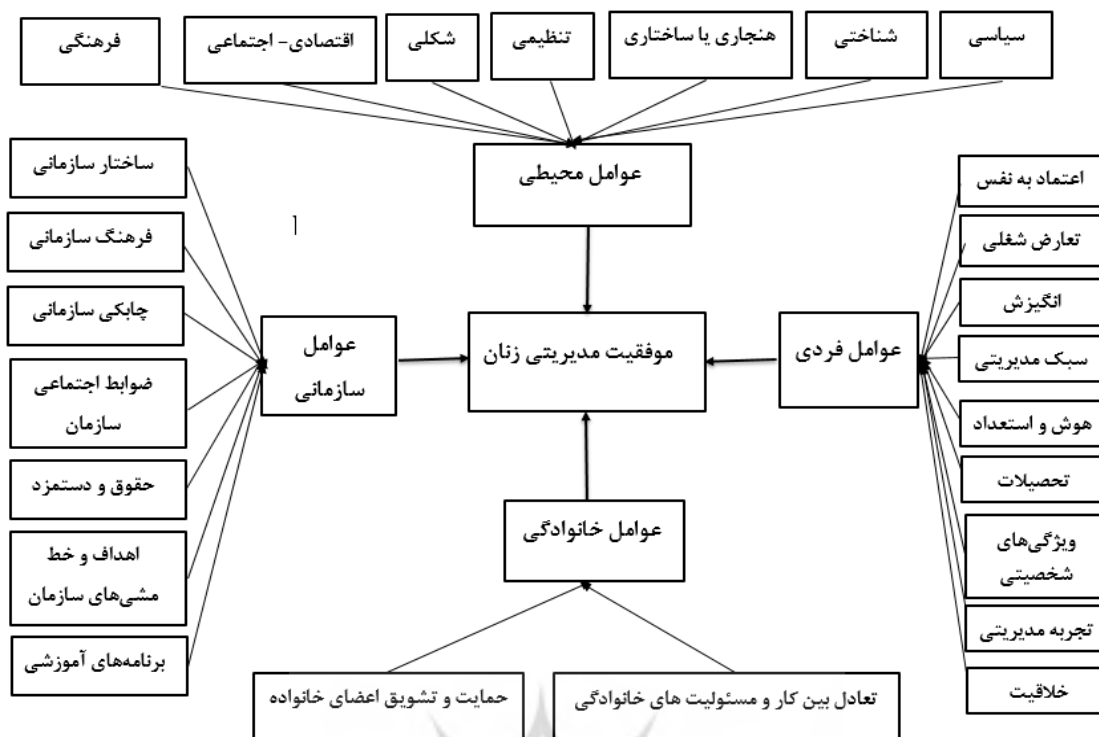 سیاسی
شناختی
هنجاری یا ساختاری
تنظیمی
شکلی
اقتصادی- اجتماعی
فرهنگی
عوامل محیطی
اعتماد به نفس
تعارض شغلی
انگیزش
سبک مدیریتی
هوش و استعداد
تحصیلات
ویژگی‌های
شخصیتی
تجربه مدیریتی
خلاقیت
عوامل فردی
موفقیت مدیریتی زنان
عوامل
سازمانی
ساختار سازمانی
فرهنگ سازمانی
چابکی سازمانی
ضوابط اجتماعی
سازمان
حقوق و دستمزد
اهداف و خط
مشی‌های سازمان
برنامه‌های آموزشی
آ
عوامل خانوادگی
تعادل بین کار و مسئولیت های خانوادگی
حمایت و تشویق اعضای خانواده